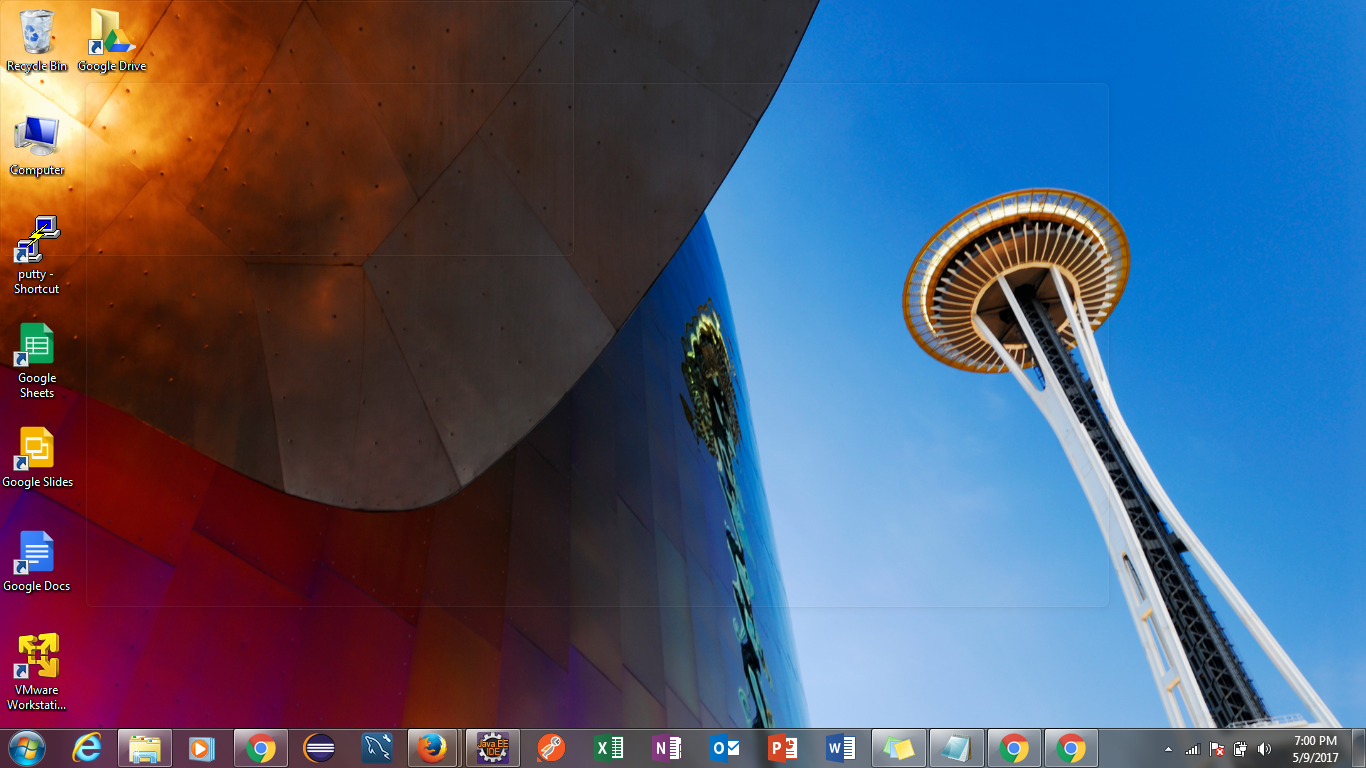 Recycle Bin
Google Drive
Computer
putty -
Shortcut
Google
Sheets
Google Slides
Google Docs
VMware
Workstati...
Java EE
IDE
7:00 PM
5/9/2017